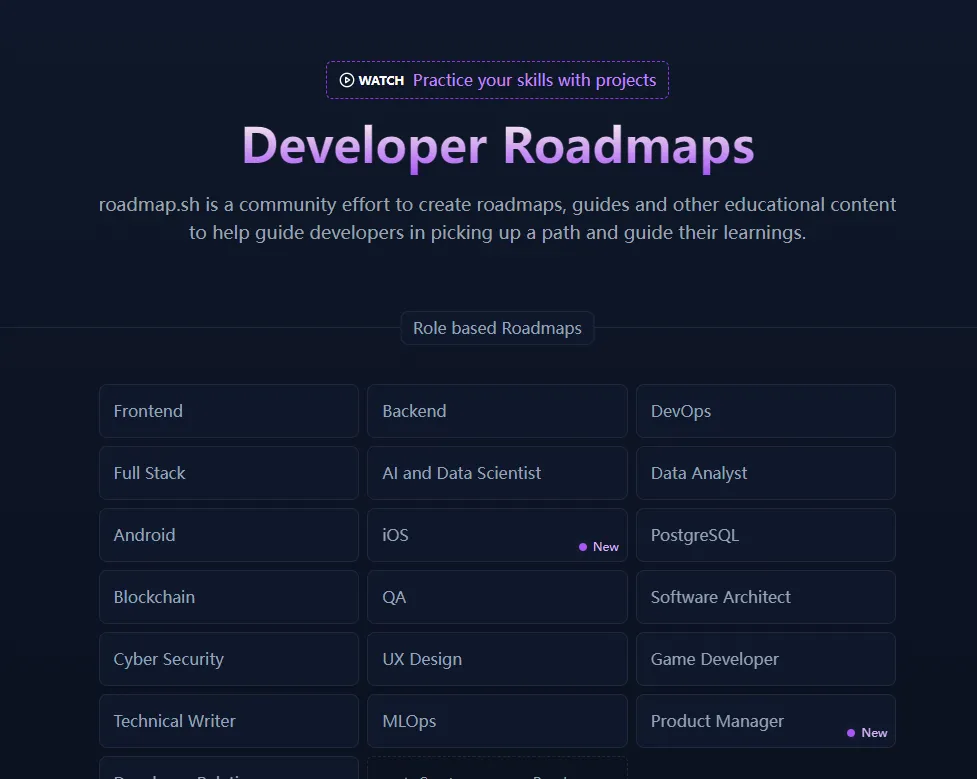 WATCH Practice your skills with projects
Developer Roadmaps
roadmap.sh is a community effort to create roadmaps, guides and other educational content
to help guide developers in picking up a path and guide their learnings.
Role based Roadmaps
Frontend
Backend
DevOps
Full Stack
AI and Data Scientist
Data Analyst
Android
iOS
New
PostgreSQL
Blockchain
QA
Software Architect
Cyber Security
UX Design
Game Developer
Technical Writer
MLOps
Product Manager
New